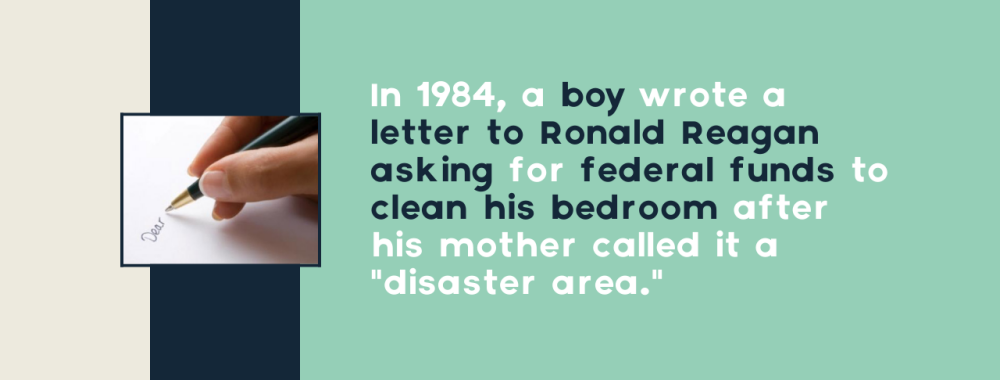 In 1984, a boy wrote a
letter to Ronald Reagan
asking for federal funds to
clean his bedroom after
his mother called it a
"disaster area."
Dear